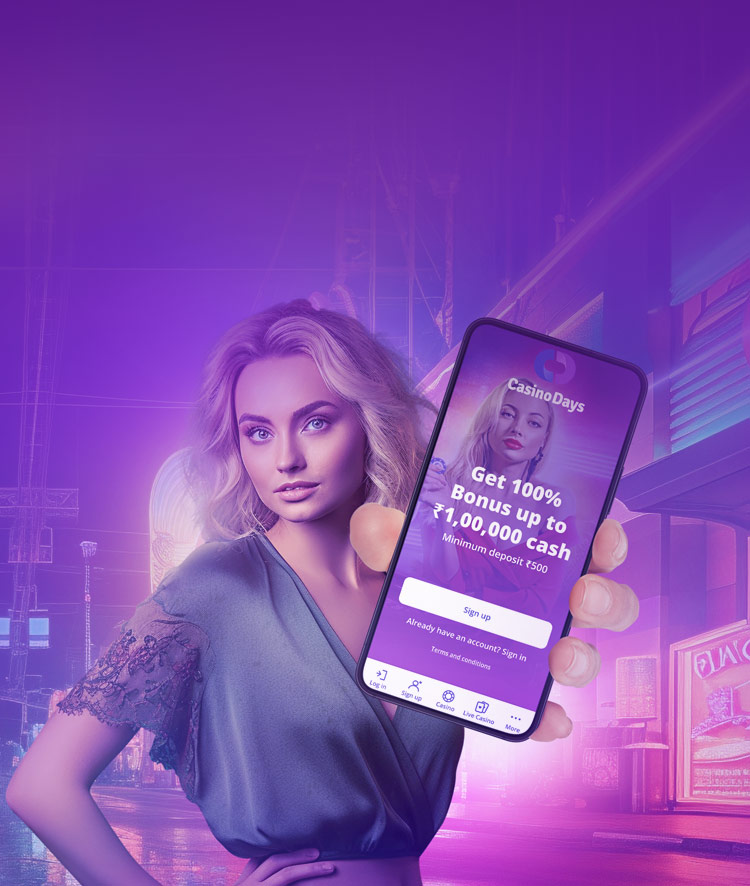 CasinoDays
Get 100%
Bonus up to
₹1,00,000 cash
Minimum deposit ₹500
Sign up
Already have an account? Sign in
Terms and conditions
Log in
Sign up
Casino
Live Casino
More